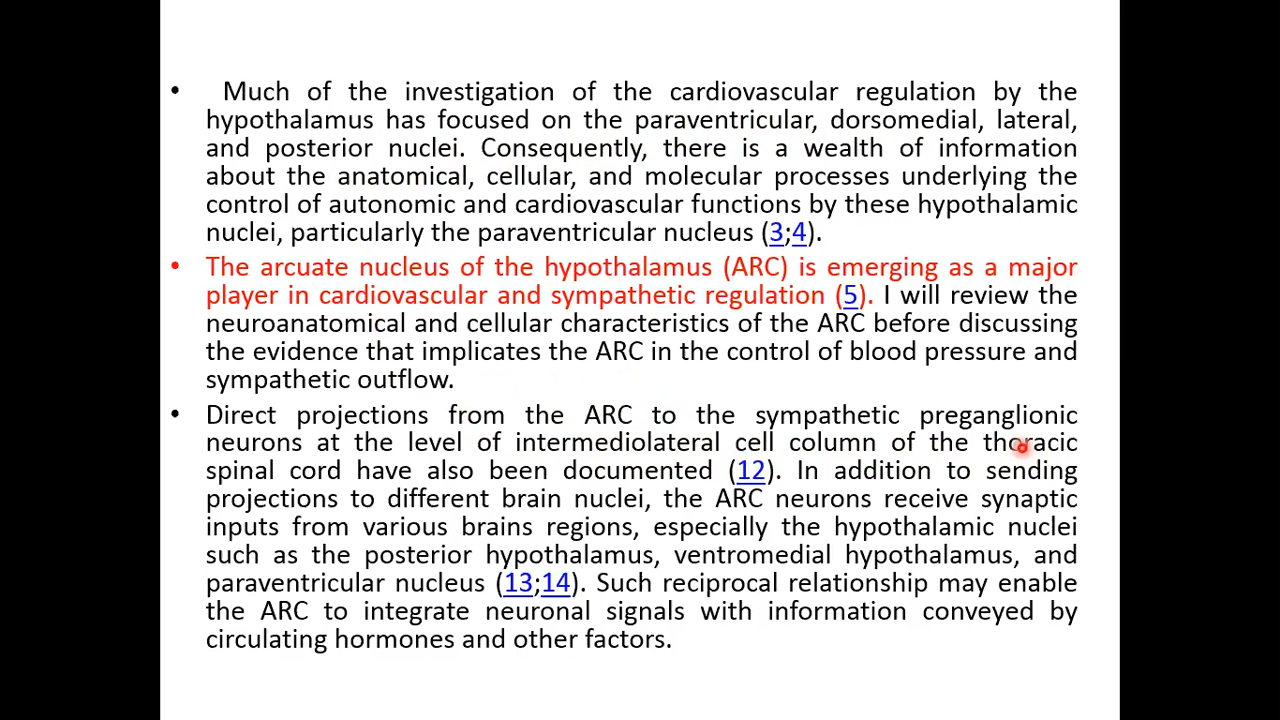 • Much of the investigation of the cardiovascular regulation by the
hypothalamus has focused on the paraventricular, dorsomedial, lateral,
and posterior nuclei. Consequently, there is a wealth of information
about the anatomical, cellular, and molecular processes underlying the
control of autonomic and cardiovascular functions by these hypothalamic
nuclei, particularly the paraventricular nucleus (3;4).
• The arcuate nucleus of the hypothalamus (ARC) is emerging as a major
player in cardiovascular and sympathetic regulation (5). I will review the
neuroanatomical and cellular characteristics of the ARC before discussing
the evidence that implicates the ARC in the control of blood pressure and
sympathetic outflow.
• Direct projections from the ARC to the sympathetic preganglionic
neurons at the level of intermediolateral cell column of the thoracic
spinal cord have also been documented (12). In addition to sending
projections to different brain nuclei, the ARC neurons receive synaptic
inputs from various brains regions, especially the hypothalamic nuclei
such as the posterior hypothalamus, ventromedial hypothalamus, and
paraventricular nucleus (13;14). Such reciprocal relationship may enable
the ARC to integrate neuronal signals with information conveyed by
circulating hormones and other factors.